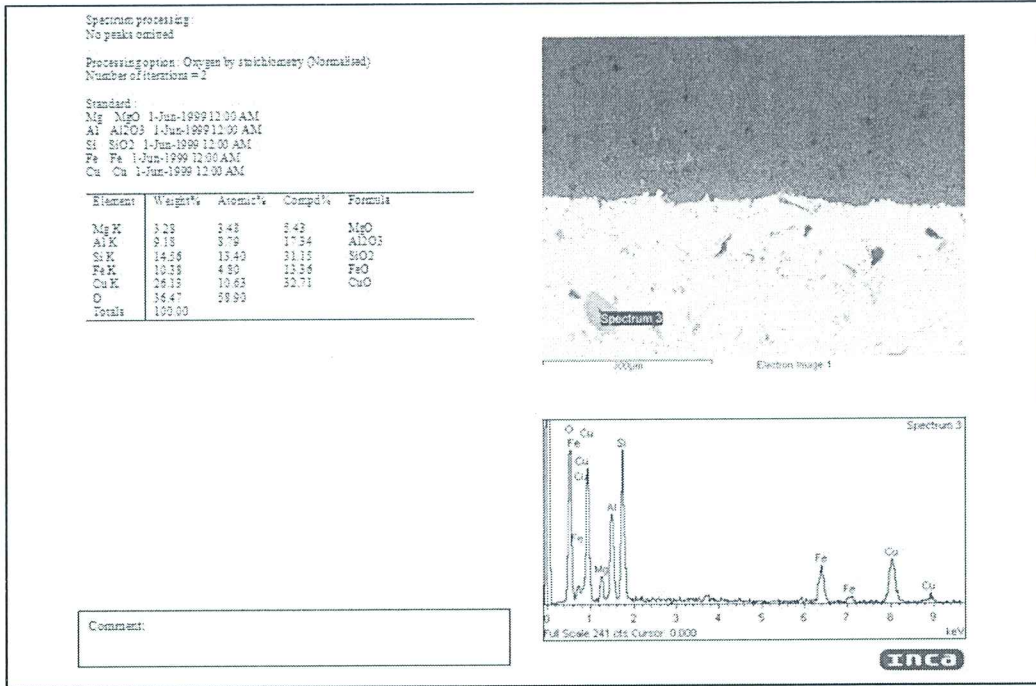 Spectrum processing :
No peaks omitted
Processing option : Oxygen by stoichiometry (Normalised)
Number of iterations = 2
Standard :
Mg MgO 1-Jun-1999 12:00 AM
Al Al2O3 1-Jun-1999 12:00 AM
Si SiO2 1-Jun-1999 12:00 AM
Fe Fe 1-Jun-1999 12:00 AM
Cu Cu 1-Jun-1999 12:00 AM
Element Weight% Atomic% Compd% Formula
Mg K 3.28 3.48 5.43 MgO
Al K 9.18 8.79 17.34 Al2O3
Si K 14.56 13.40 31.15 SiO2
Fe K 10.38 4.80 13.36 FeO
Cu K 26.13 10.63 32.71 CuO
O 36.47 58.90
Totals 100.00
Spectrum 3
300µm Electron Image 1
Spectrum 3
O Cu
Fe Si
Cu
Cu
Al
Fe
Mg
Fe Cu
Fe Cu
0 1 2 3 4 5 6 7 8 9
Full Scale 241 cts Cursor: 0.000 keV
Comment:
INCA